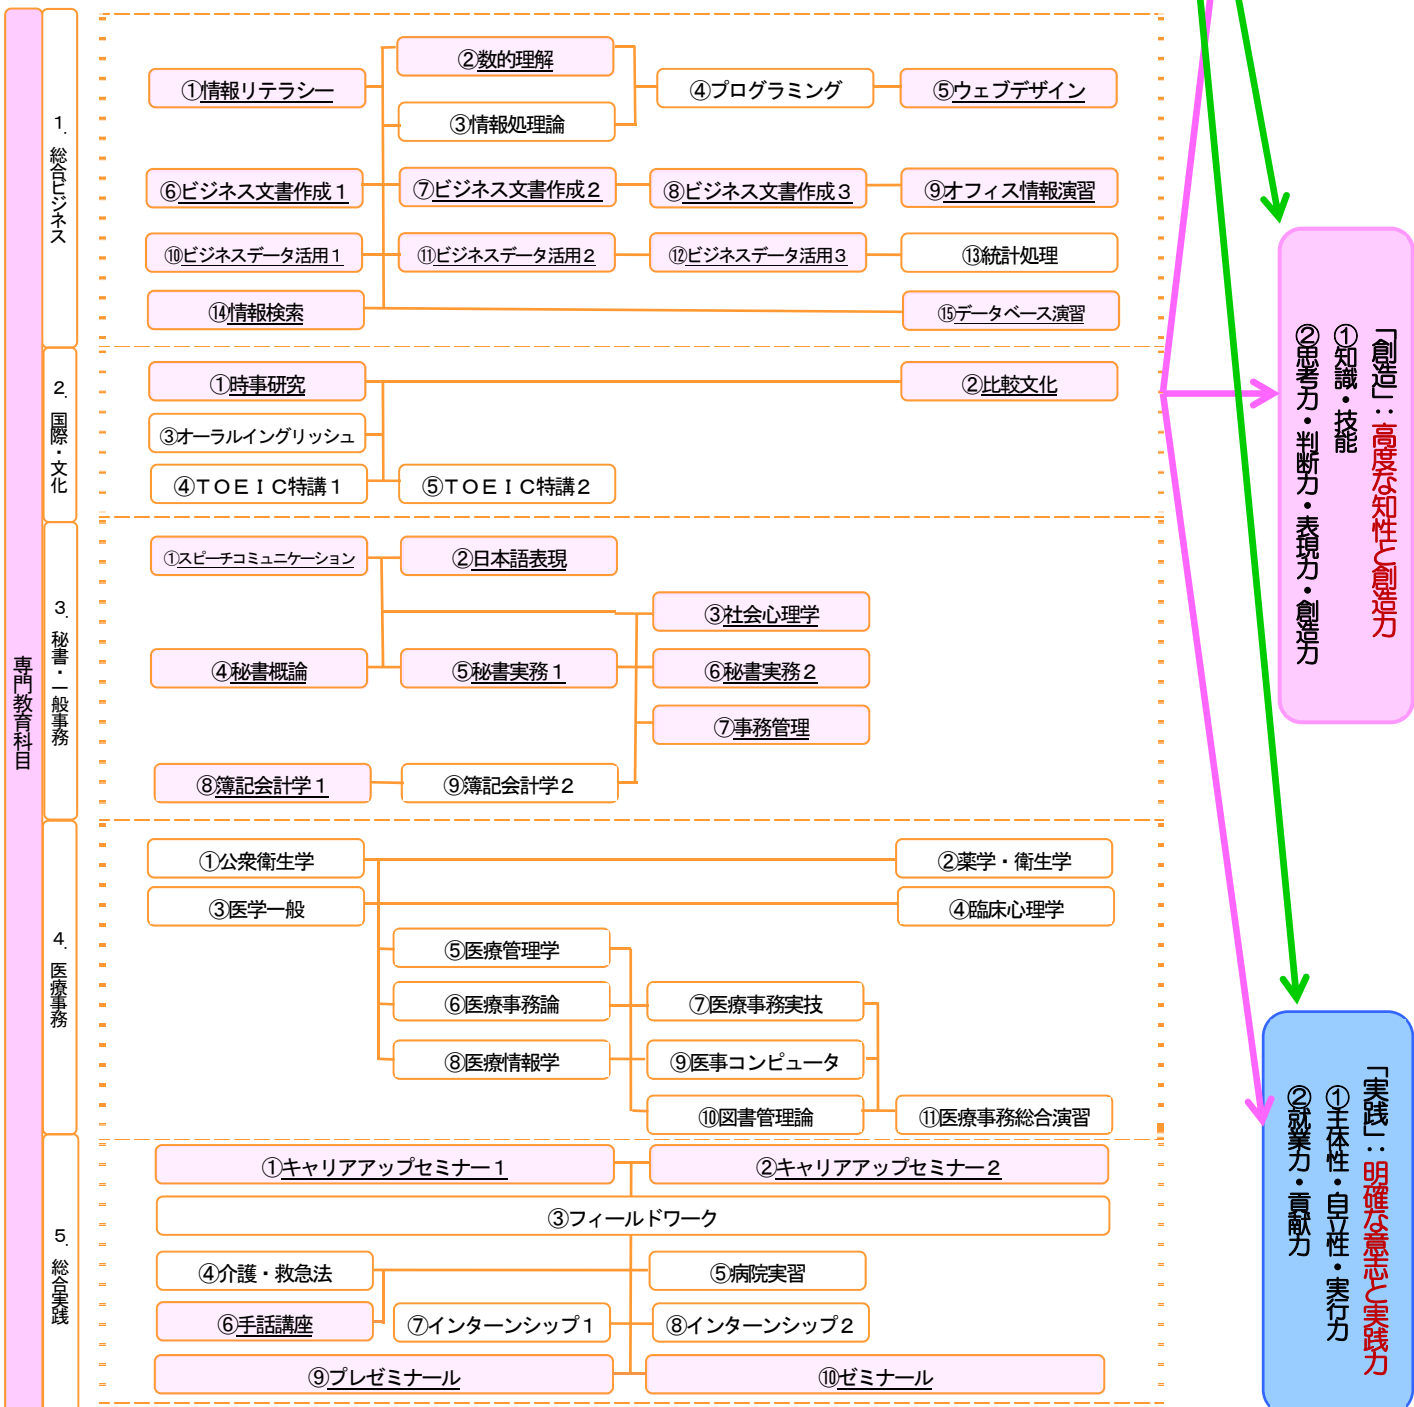 専門教育科目
1. 総合ビジネス
①情報リテラシー
②数的理解
③情報処理論
④プログラミング
⑤ウェブデザイン
⑥ビジネス文書作成1
⑦ビジネス文書作成2
⑧ビジネス文書作成3
⑨オフィス情報演習
⑩ビジネスデータ活用1
⑪ビジネスデータ活用2
⑫ビジネスデータ活用3
⑬統計処理
⑭情報検索
⑮データベース演習
2. 国際・文化
①時事研究
②比較文化
③オーラルイングリッシュ
④TOEIC特講1
⑤TOEIC特講2
3. 秘書・一般事務
①スピーチコミュニケーション
②日本語表現
③社会心理学
④秘書概論
⑤秘書実務1
⑥秘書実務2
⑦事務管理
⑧簿記会計学1
⑨簿記会計学2
4. 医療事務
①公衆衛生学
②薬学・衛生学
③医学一般
④臨床心理学
⑤医療管理学
⑥医療事務論
⑦医療事務実技
⑧医療情報学
⑨医事コンピュータ
⑩図書管理論
⑪医療事務総合演習
5. 総合実践
①キャリアアップセミナー1
②キャリアアップセミナー2
③フィールドワーク
④介護・救急法
⑤病院実習
⑥手話講座
⑦インターンシップ1
⑧インターンシップ2
⑨プレゼミナール
⑩ゼミナール
「創造」：高度な知性と創造力
①知識・技能
②思考力・判断力・表現力・創造力
「実践」：明確な意志と実践力
①主体性・自立性・実行力
②就業力・貢献力